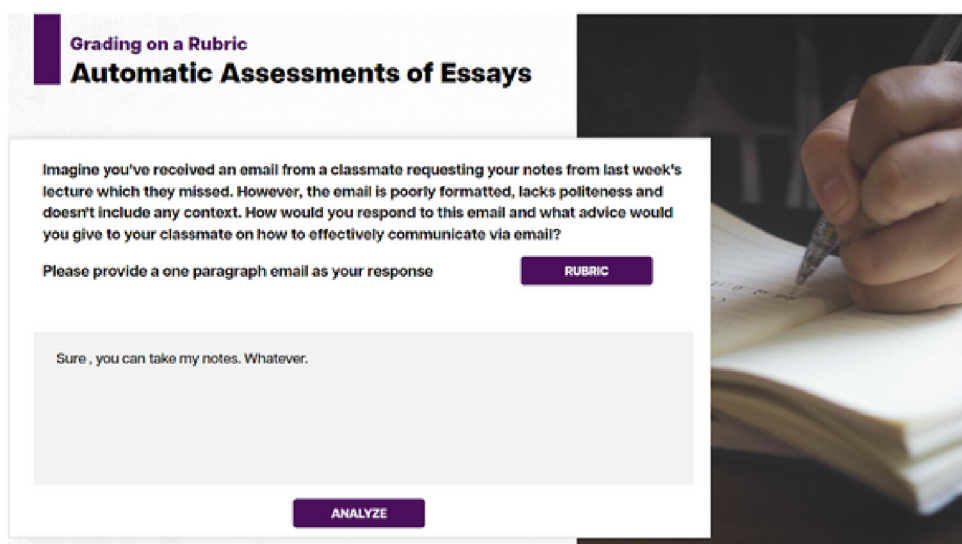 Grading on a Rubric
Automatic Assessments of Essays
Imagine you've received an email from a classmate requesting your notes from last week's
lecture which they missed. However, the email is poorly formatted, lacks politeness and
doesn't include any context. How would you respond to this email and what advice would
you give to your classmate on how to effectively communicate via email?
Please provide a one paragraph email as your response
RUBRIC
Sure , you can take my notes. Whatever.
ANALYZE